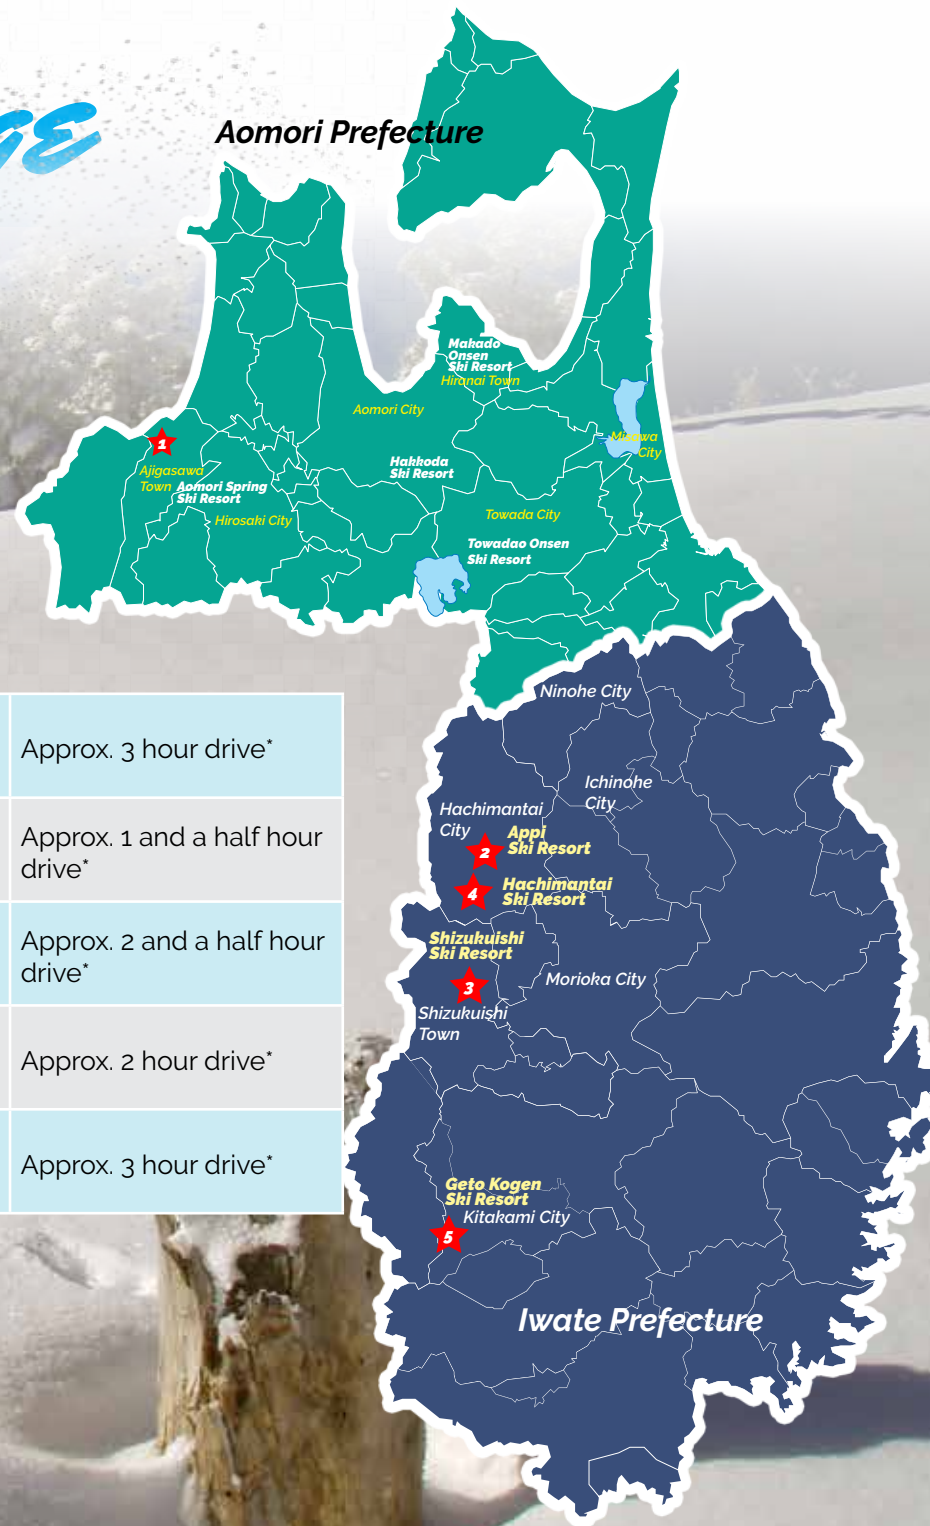 GE
Aomori Prefecture
Makado
Onsen
Ski Resort
Hiranai Town
Aomori City
1
Ajigasawa
Town
Aomori Spring
Ski Resort
Hirosaki City
Hakkoda
Ski Resort
Misawa
City
Towada City
Towadao Onsen
Ski Resort
Approx. 3 hour drive*
Approx. 1 and a half hour
drive*
Approx. 2 and a half hour
drive*
Approx. 2 hour drive*
Approx. 3 hour drive*
Ninohe City
Ichinohe
City
Hachimantai
City
2
Appi
Ski Resort
4
Hachimantai
Ski Resort
Shizukuishi
Ski Resort
3
Shizukuishi
Town
Morioka City
Geto Kogen
Ski Resort
Kitakami City
5
Iwate Prefecture